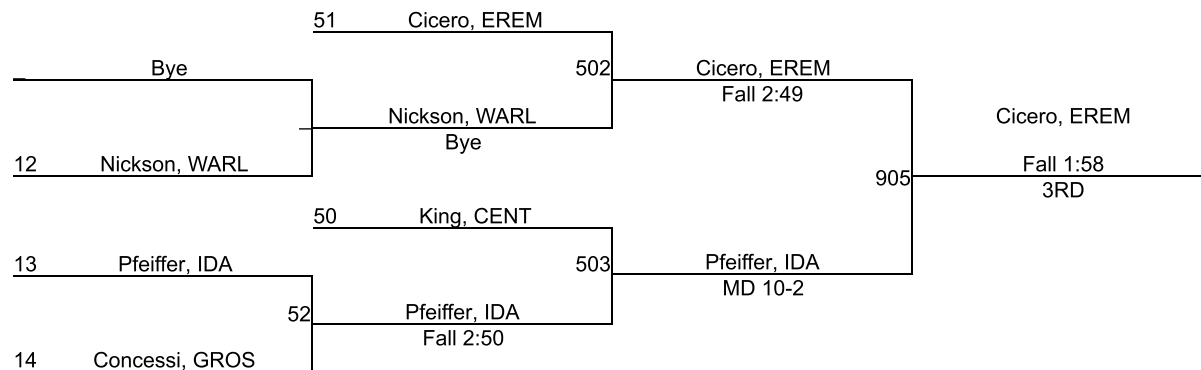 51 Cicero, EREM
Bye
502 Cicero, EREM
Fall 2:49
Nickson, WARL
Bye
Cicero, EREM
12 Nickson, WARL
Fall 1:58
905
3RD
50 King, CENT
13 Pfeiffer, IDA
503 Pfeiffer, IDA
MD 10-2
52 Pfeiffer, IDA
Fall 2:50
14 Concessi, GROS